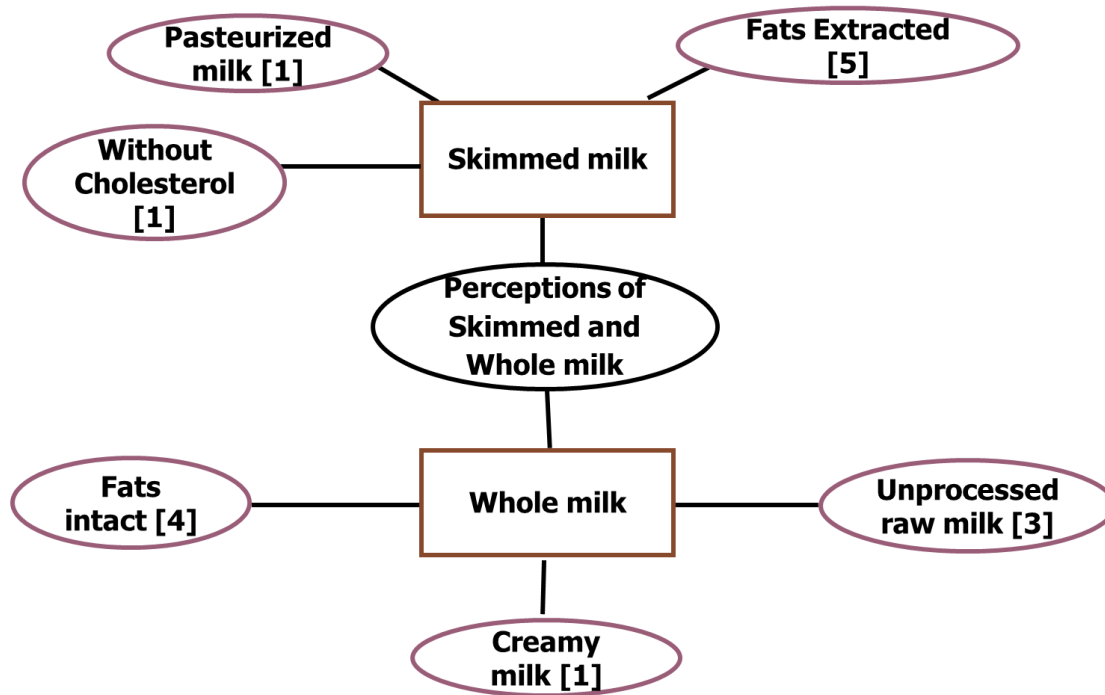 Pasteurized
milk [1]
Fats Extracted
[5]
Without
Cholesterol
[1]
Skimmed milk
Perceptions of
Skimmed and
Whole milk
Fats
intact [4]
Whole milk
Unprocessed
raw milk [3]
Creamy
milk [1]